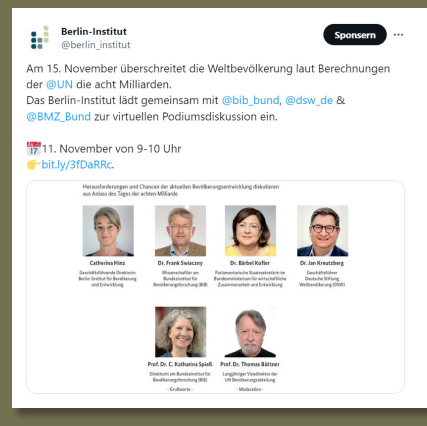 Berlin-Institut
@berlin_institut
Sponsern
Am 15. November überschreitet die Weltbevölkerung laut Berechnungen
der @UN die acht Milliarden.
Das Berlin-Institut lädt gemeinsam mit @bib_bund, @dsw_de &
@BMZ_Bund zur virtuellen Podiumsdiskussion ein.
17 11. November von 9-10 Uhr
bit.ly/3fDaRRc.
Herausforderungen und Chancen der aktuellen Bevölkerungsentwicklung diskutieren
aus Anlass des Tages der achten Milliarde
Catherina Hinz
Geschäftsführende Direktorin
Berlin-Institut für Bevölkerung
und Entwicklung
Dr. Frank Swiaczny
Wissenschaftler am
Bundesinstitut für
Bevölkerungsforschung (BiB)
Dr. Bärbel Kofler
Parlamentarische Staatssekretärin im
Bundesministerium für wirtschaftliche
Zusammenarbeit und Entwicklung
Dr. Jan Kreutzberg
Geschäftsführer
Deutsche Stiftung
Weltbevölkerung (DSW)
Prof. Dr. C. Katharina Spieß
Direktorin am Bundesinstitut für
Bevölkerungsforschung (BiB)
- Grußworte -
Prof. Dr. Thomas Büttner
Langjähriger Vizedirektor der
UN Bevölkerungsabteilung
- Moderation -